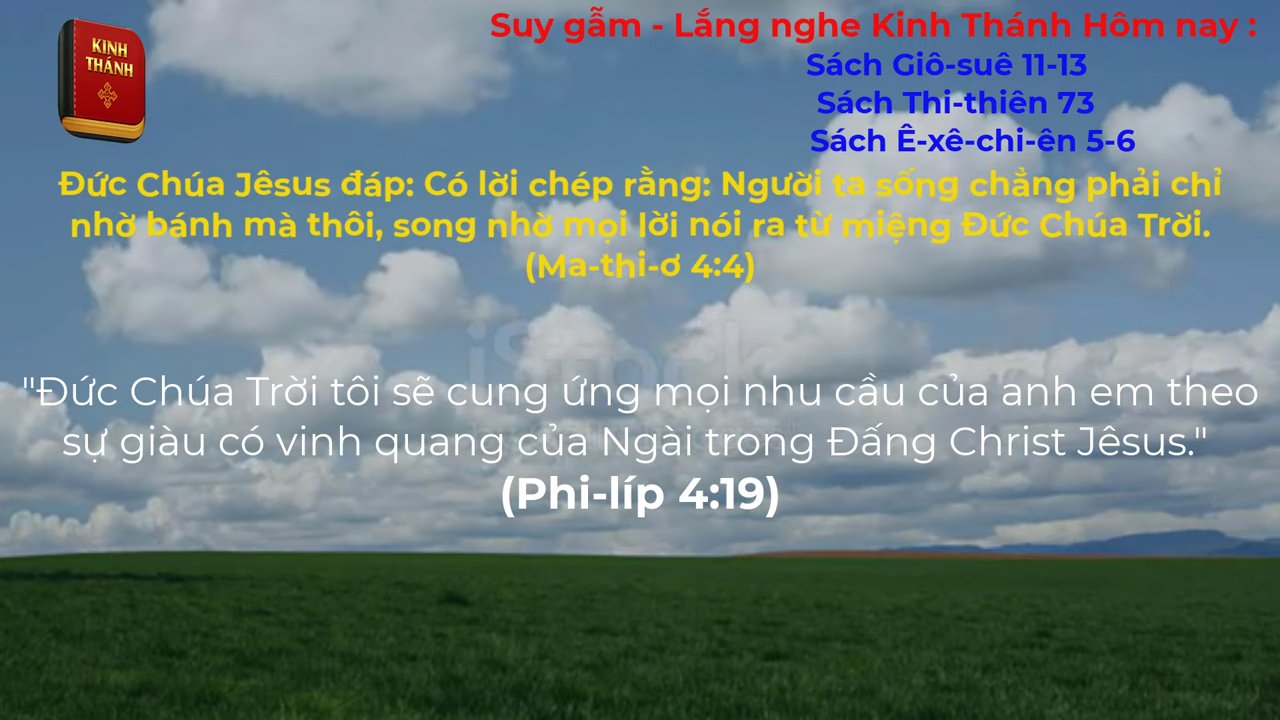 KINH
THÁNH
Suy gẫm - Lắng nghe Kinh Thánh Hôm nay :
Sách Giô-suê 11-13
Sách Thi-thiên 73
Sách Ê-xê-chi-ên 5-6
Đức Chúa Jêsus đáp: Có lời chép rằng: Người ta sống chẳng phải chỉ
nhờ bánh mà thôi, song nhờ mọi lời nói ra từ miệng Đức Chúa Trời.
(Ma-thi-ơ 4:4)
iStock
"Đức Chúa Trời tôi sẽ cung ứng mọi nhu cầu của anh em theo
sự giàu có vinh quang của Ngài trong Đấng Christ Jêsus."
(Phi-líp 4:19)